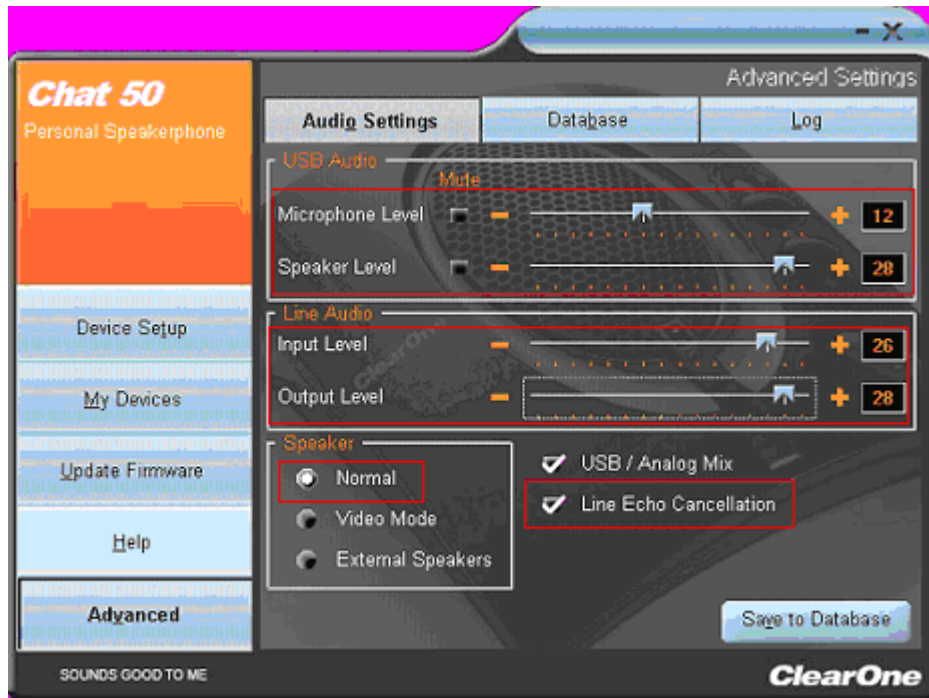 Advanced Settings
Chat 50
Personal Speakerphone
Audio Settings
Database
Log
USB Audio
Mute
Microphone Level
12
Speaker Level
28
Line Audio
Input Level
26
Output Level
28
Device Setup
My Devices
Update Firmware
Help
Advanced
Speaker
Normal
Video Mode
External Speakers
USB / Analog Mix
Line Echo Cancellation
Save to Database
SOUNDS GOOD TO ME
ClearOne
ClearOne